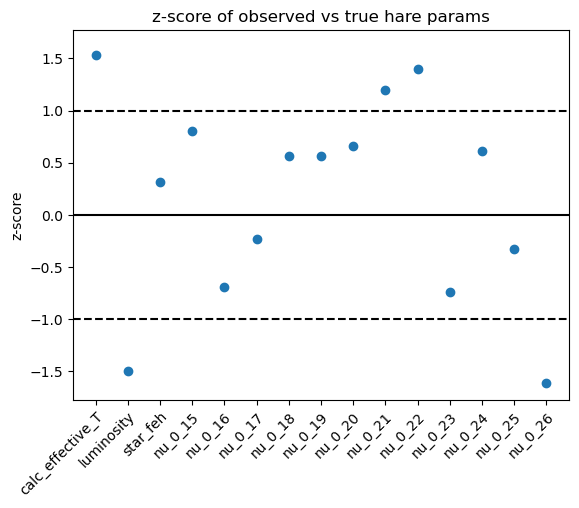 z-score of observed vs true hare params
z-score
1.5
1.0
0.5
0.0
−0.5
−1.0
−1.5
calc_effective_T
luminosity
star_feh
nu_0_15
nu_0_16
nu_0_17
nu_0_18
nu_0_19
nu_0_20
nu_0_21
nu_0_22
nu_0_23
nu_0_24
nu_0_25
nu_0_26